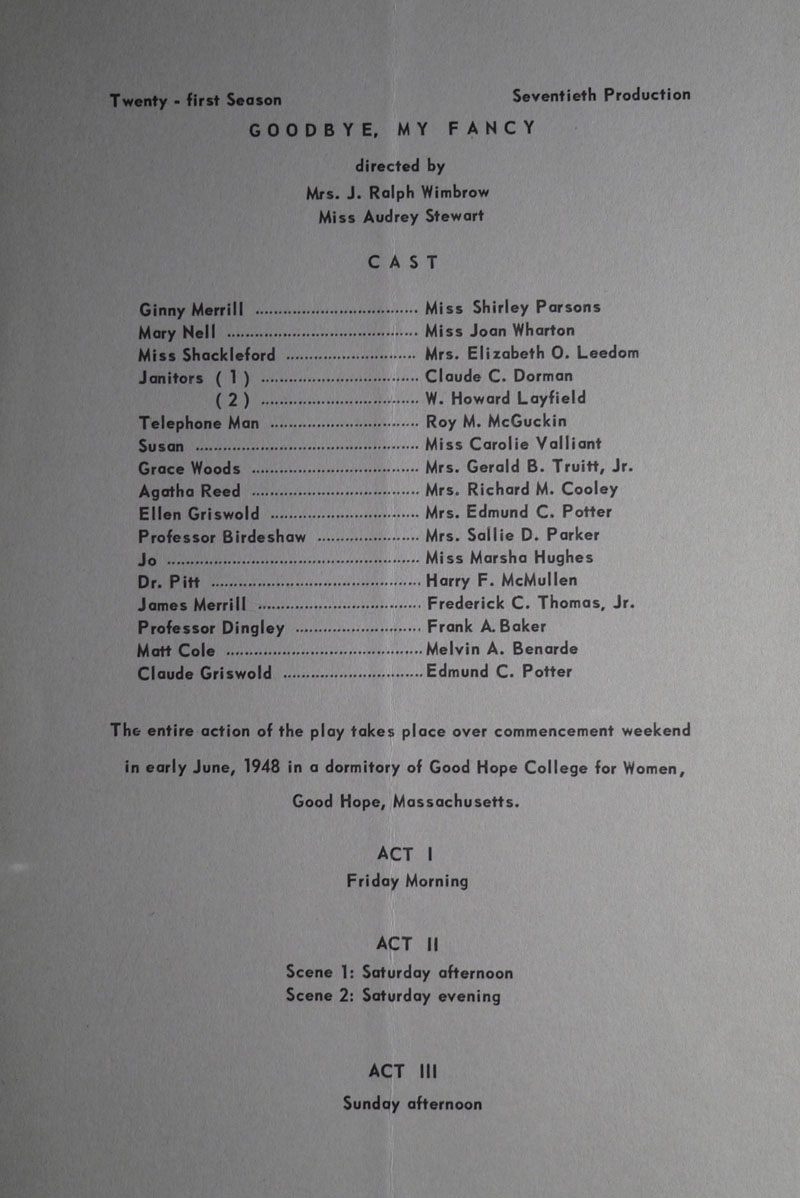 Twenty - first Season Seventieth Production
GOODBYE, MY FANCY
directed by
Mrs. J. Ralph Wimbrow
Miss Audrey Stewart
CAST
Ginny Merrill .................................. Miss Shirley Parsons
Mary Nell ........................................ Miss Joan Wharton
Miss Shackleford ........................... Mrs. Elizabeth O. Leedom
Janitors ( 1 ) .................................. Claude C. Dorman
( 2 ) .................................. W. Howard Layfield
Telephone Man ............................... Roy M. McGuckin
Susan ............................................... Miss Carolie Valliant
Grace Woods ................................... Mrs. Gerald B. Truitt, Jr.
Agatha Reed ................................... Mrs. Richard M. Cooley
Ellen Griswold ............................... Mrs. Edmund C. Potter
Professor Birdeshaw ...................... Mrs. Sallie D. Parker
Jo ..................................................... Miss Marsha Hughes
Dr. Pitt ............................................ Harry F. McMullen
James Merrill .................................. Frederick C. Thomas, Jr.
Professor Dingley .......................... Frank A. Baker
Matt Cole ......................................... Melvin A. Benarde
Claude Griswold ............................. Edmund C. Potter
The entire action of the play takes place over commencement weekend
in early June, 1948 in a dormitory of Good Hope College for Women,
Good Hope, Massachusetts.
ACT I
Friday Morning
ACT II
Scene 1: Saturday afternoon
Scene 2: Saturday evening
ACT III
Sunday afternoon